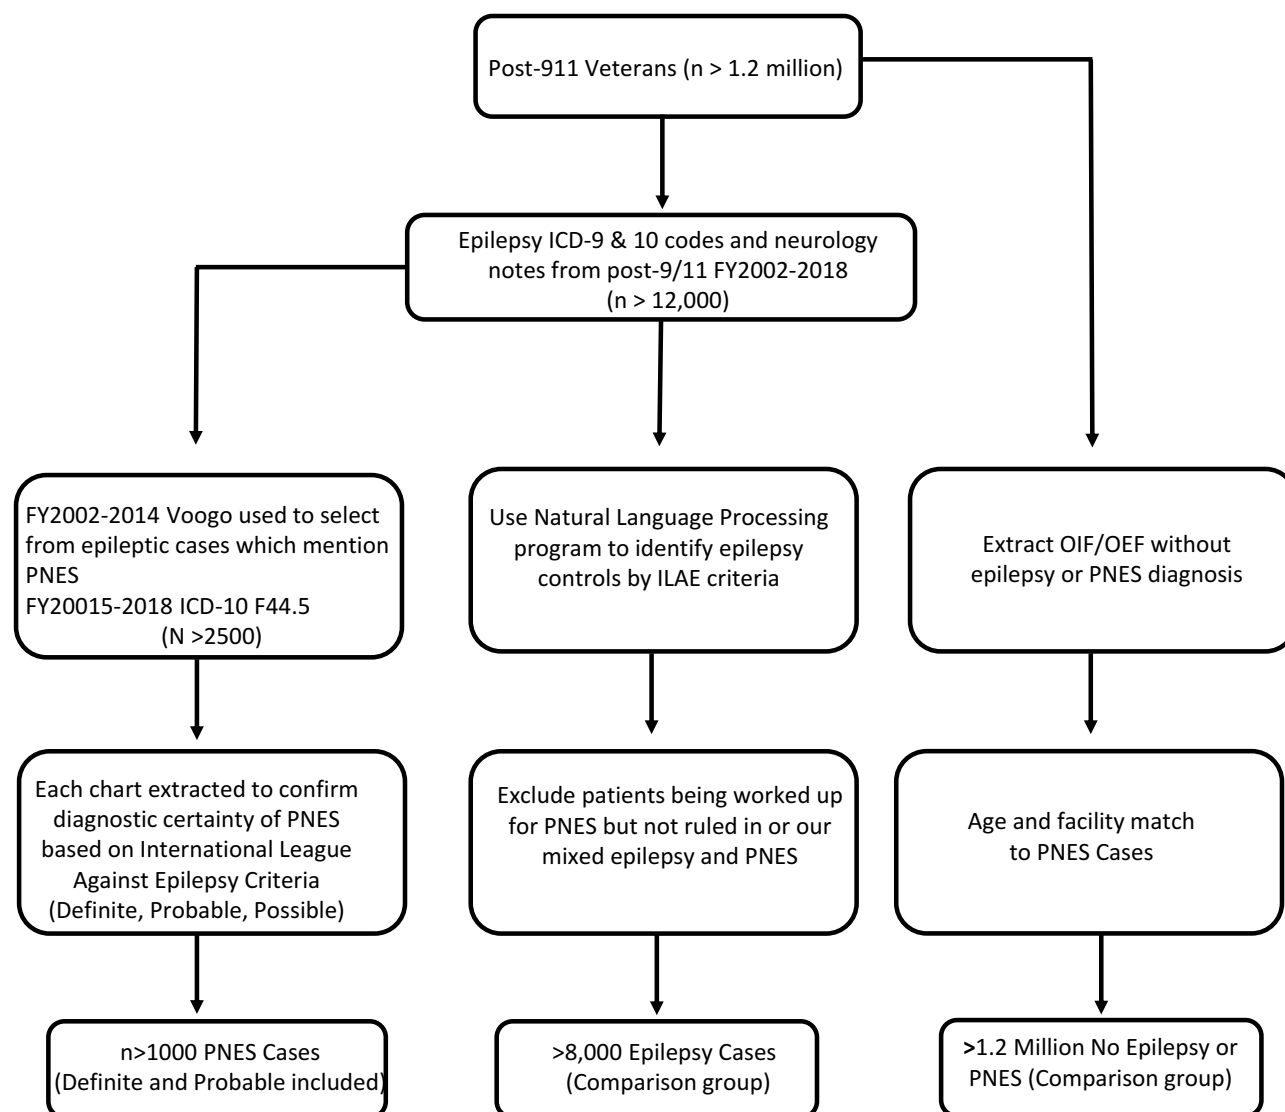 Post-911 Veterans (n > 1.2 million)
Epilepsy ICD-9 & 10 codes and neurology
notes from post-9/11 FY2002-2018
(n > 12,000)
FY2002-2014 Voogo used to select
from epileptic cases which mention
PNES
FY20015-2018 ICD-10 F44.5
(N >2500)
Use Natural Language Processing
program to identify epilepsy
controls by ILAE criteria
Extract OIF/OEF without
epilepsy or PNES diagnosis
Each chart extracted to confirm
diagnostic certainty of PNES
based on International League
Against Epilepsy Criteria
(Definite, Probable, Possible)
Exclude patients being worked up
for PNES but not ruled in or our
mixed epilepsy and PNES
Age and facility match
to PNES Cases
n>1000 PNES Cases
(Definite and Probable included)
>8,000 Epilepsy Cases
(Comparison group)
>1.2 Million No Epilepsy or
PNES (Comparison group)